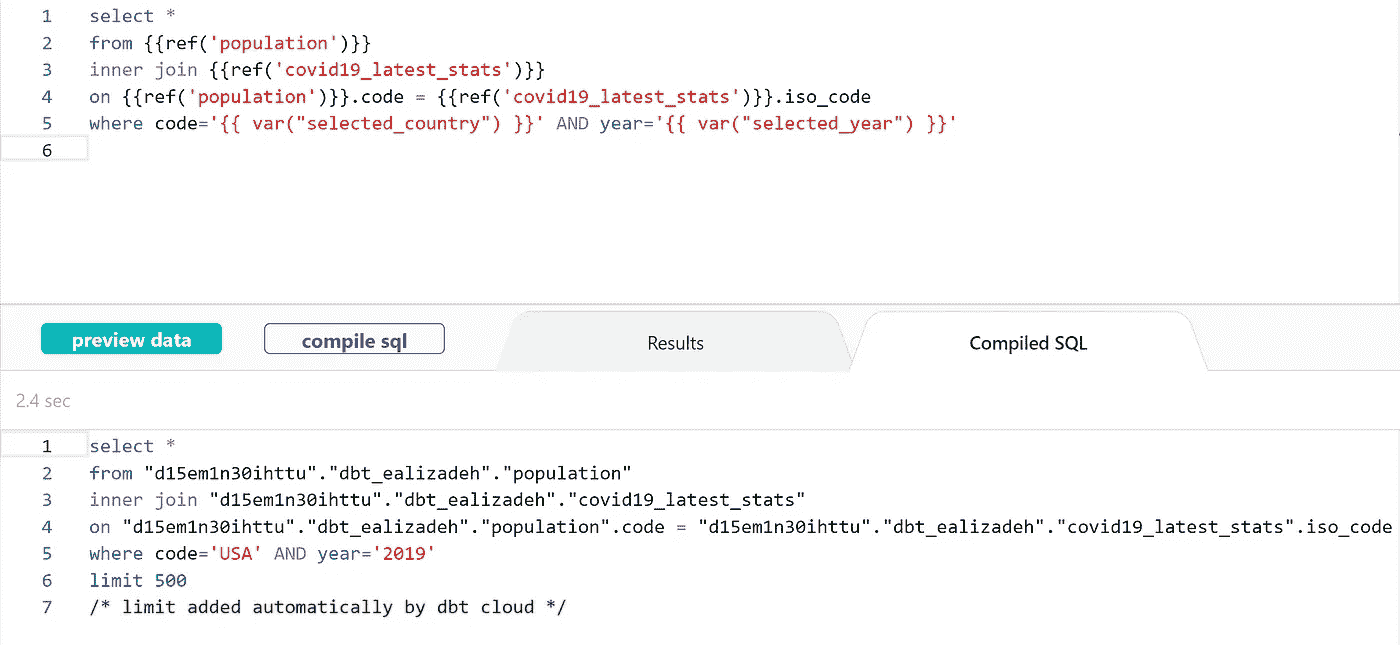 1 select *
2 from {{ref('population')}}
3 inner join {{ref('covid19_latest_stats')}}
4 on {{ref('population')}}.code = {{ref('covid19_latest_stats')}}.iso_code
5 where code='{{ var("selected_country") }}' AND year='{{ var("selected_year") }}'
6
preview data compile sql Results Compiled SQL
2.4 sec
1 select *
2 from "d15em1n30ihttu"."dbt_ealizadeh"."population"
3 inner join "d15em1n30ihttu"."dbt_ealizadeh"."covid19_latest_stats"
4 on "d15em1n30ihttu"."dbt_ealizadeh"."population".code = "d15em1n30ihttu"."dbt_ealizadeh"."covid19_latest_stats".iso_code
5 where code='USA' AND year='2019'
6 limit 500
7 /* limit added automatically by dbt cloud */